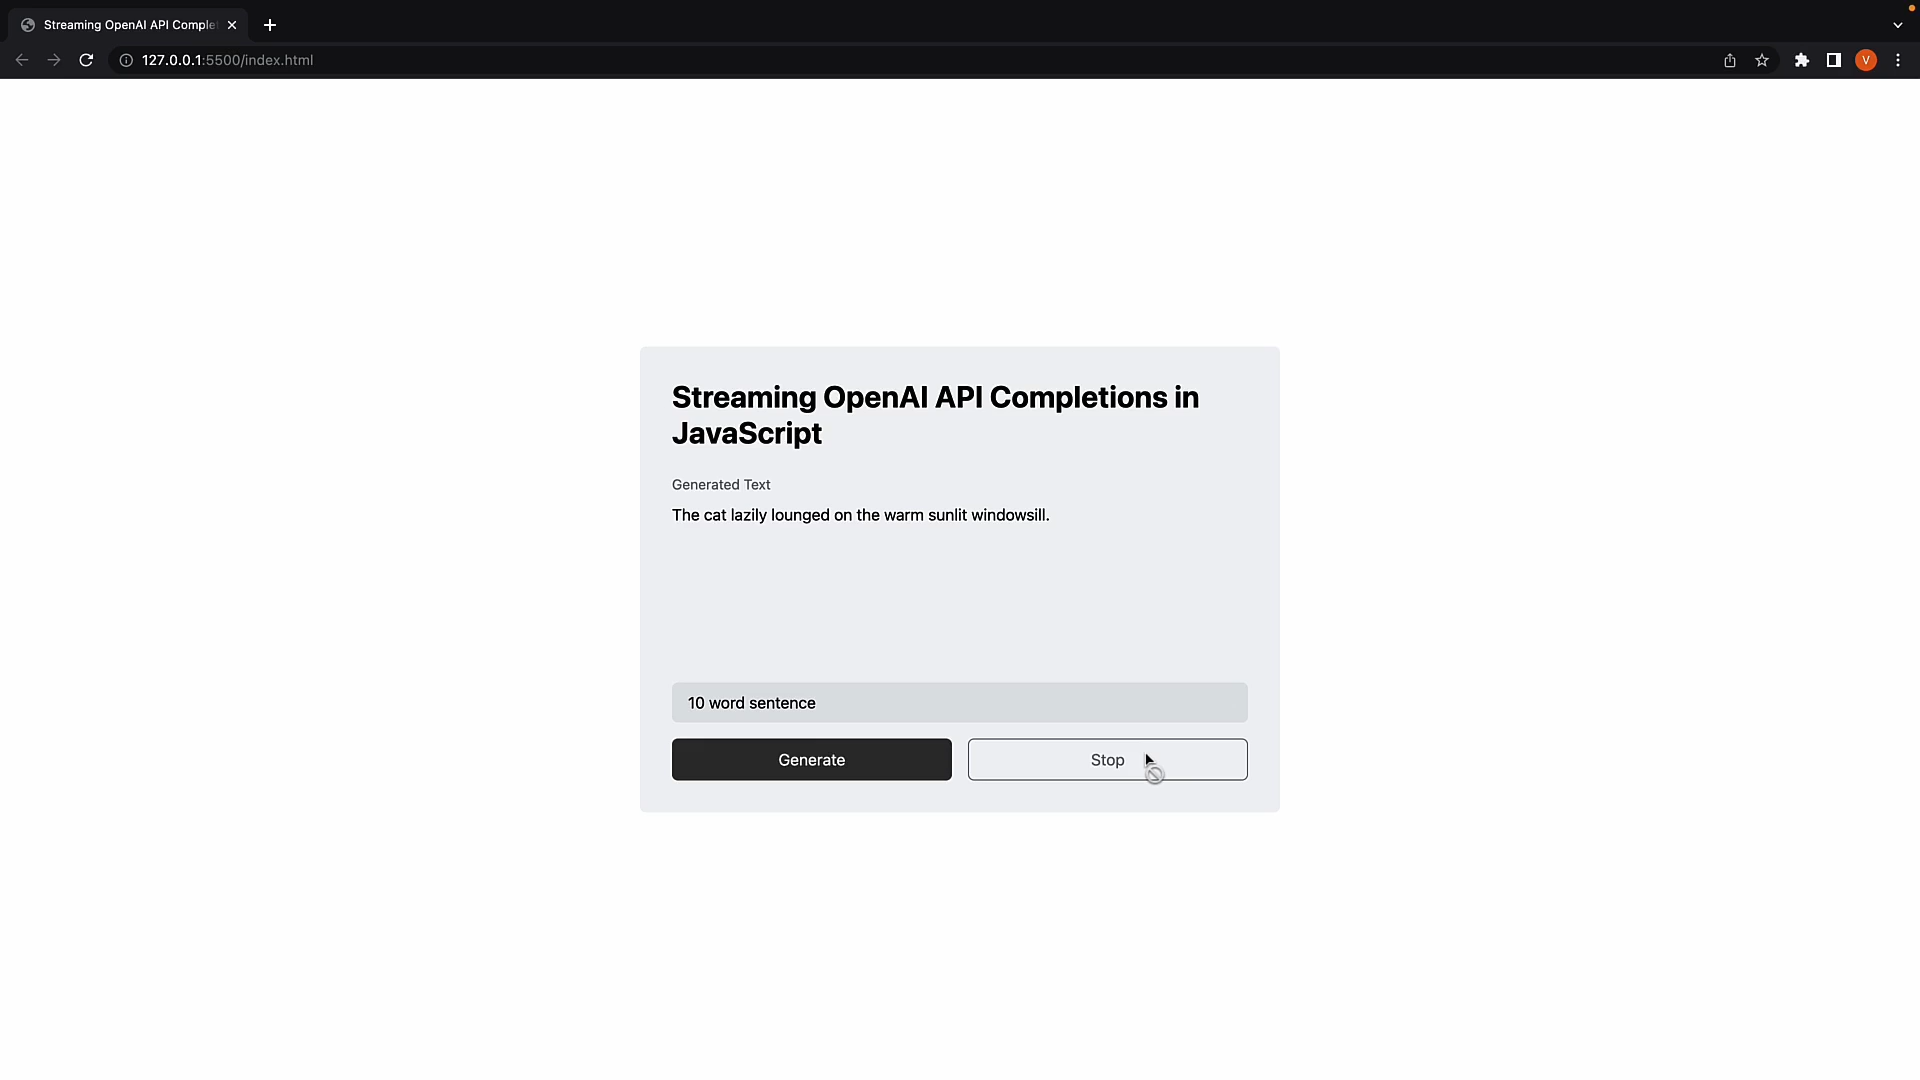 Streaming OpenAI API Comple
127.0.0.1:5500/index.html
V
Streaming OpenAI API Completions in
JavaScript
Generated Text
The cat lazily lounged on the warm sunlit windowsill.
10 word sentence
Generate
Stop